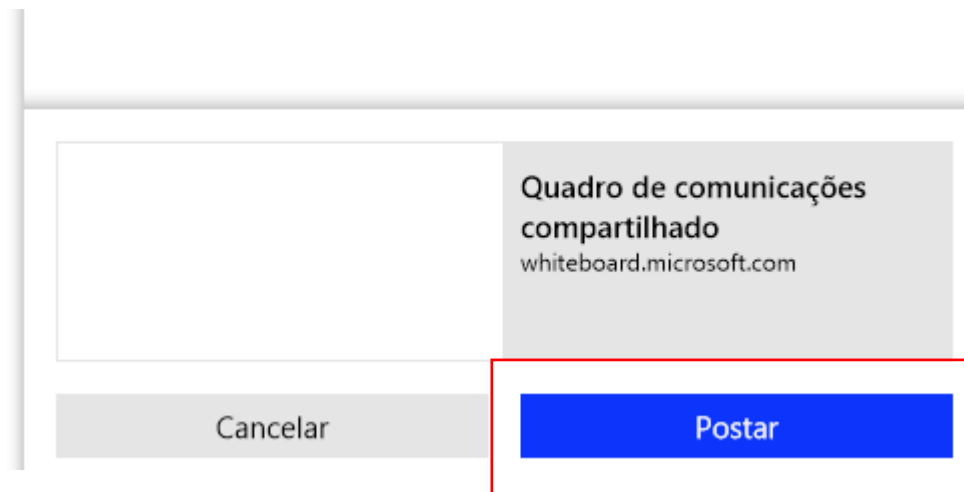 Quadro de comunicações
compartilhado
whiteboard.microsoft.com
Cancelar
Postar